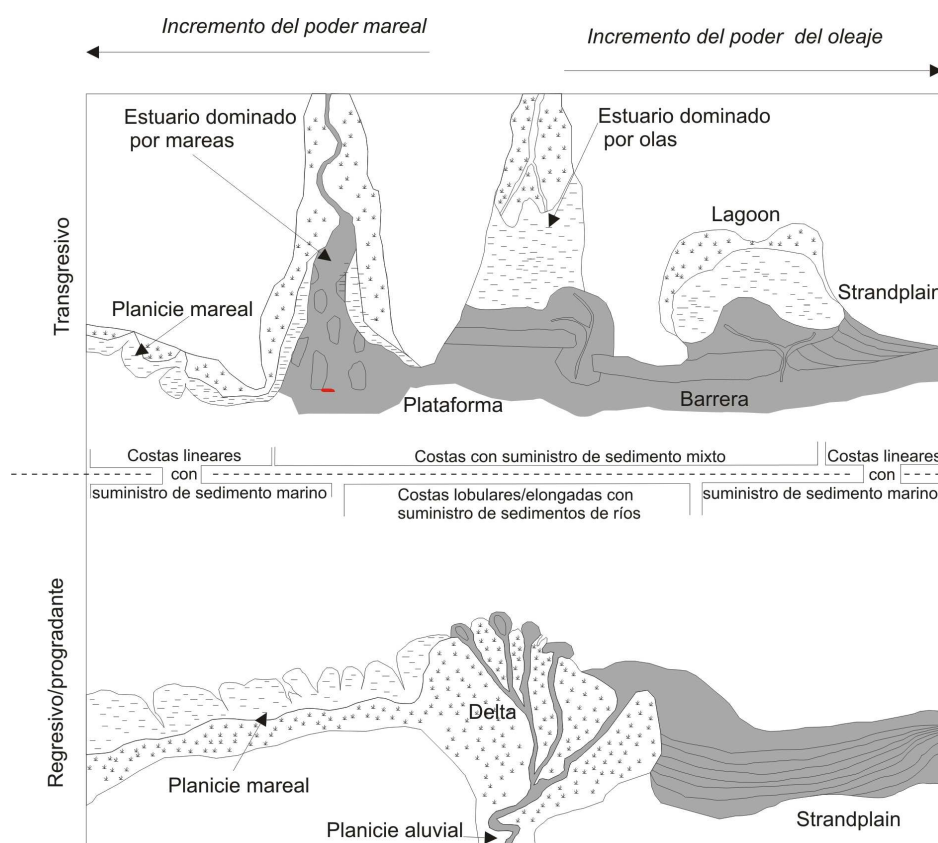 Incremento del poder mareal
Incremento del poder del oleaje
Transgresivo
Estuario dominado
por mareas
Estuario dominado
por olas
Lagoon
Planicie mareal
Strandplain
Plataforma
Barrera
Costas lineares
con
suministro de sedimento marino
Costas con suministro de sedimento mixto
Costas lineares
con
suministro de sedimento marino
Costas lobulares/elongadas con
suministro de sedimentos de ríos
Regresivo/progradante
Delta
Planicie mareal
Planicie aluvial
Strandplain